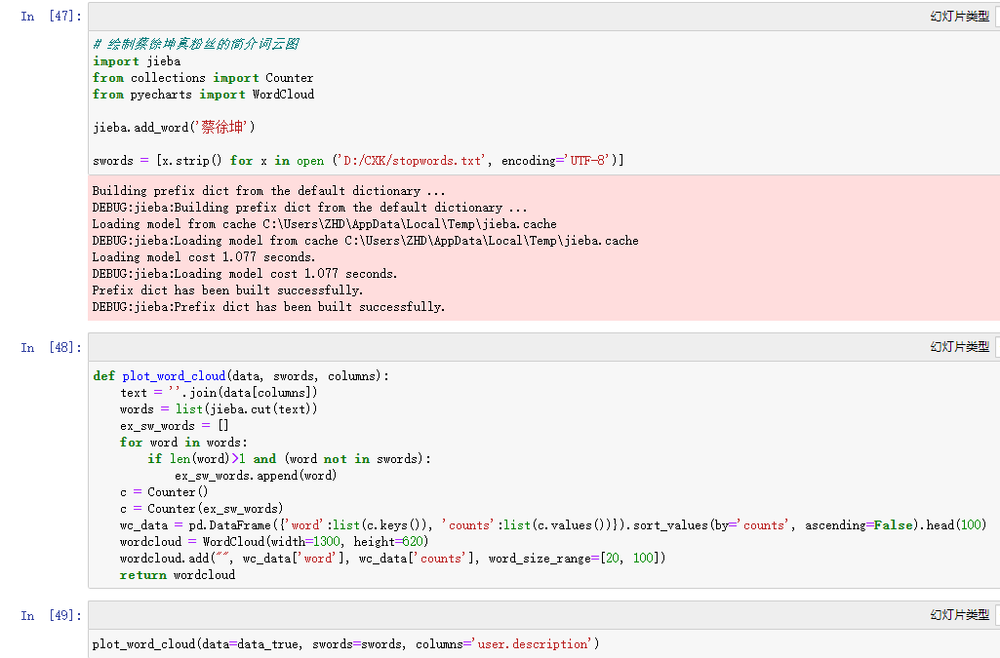 In [47]:
幻灯片类型
# 绘制蔡徐坤真粉丝的简介词云图
import jieba
from collections import Counter
from pyecharts import WordCloud
jieba.add_word('蔡徐坤')
swords = [x.strip() for x in open ('D:/CXK/stopwords.txt', encoding='UTF-8')]
Building prefix dict from the default dictionary ...
DEBUG:jieba:Building prefix dict from the default dictionary ...
Loading model from cache C:\Users\ZHD\AppData\Local\Temp\jieba.cache
DEBUG:jieba:Loading model from cache C:\Users\ZHD\AppData\Local\Temp\jieba.cache
Loading model cost 1.077 seconds.
DEBUG:jieba:Loading model cost 1.077 seconds.
Prefix dict has been built successfully.
DEBUG:jieba:Prefix dict has been built successfully.
In [48]:
幻灯片类型
def plot_word_cloud(data, swords, columns):
    text = ''.join(data[columns])
    words = list(jieba.cut(text))
    ex_sw_words = []
    for word in words:
        if len(word)>1 and (word not in swords):
            ex_sw_words.append(word)
    c = Counter()
    c = Counter(ex_sw_words)
    wc_data = pd.DataFrame({'word':list(c.keys()), 'counts':list(c.values())}).sort_values(by='counts', ascending=False).head(100)
    wordcloud = WordCloud(width=1300, height=620)
    wordcloud.add("", wc_data['word'], wc_data['counts'], word_size_range=[20, 100])
    return wordcloud
In [49]:
幻灯片类型
plot_word_cloud(data=data_true, swords=swords, columns='user.description')